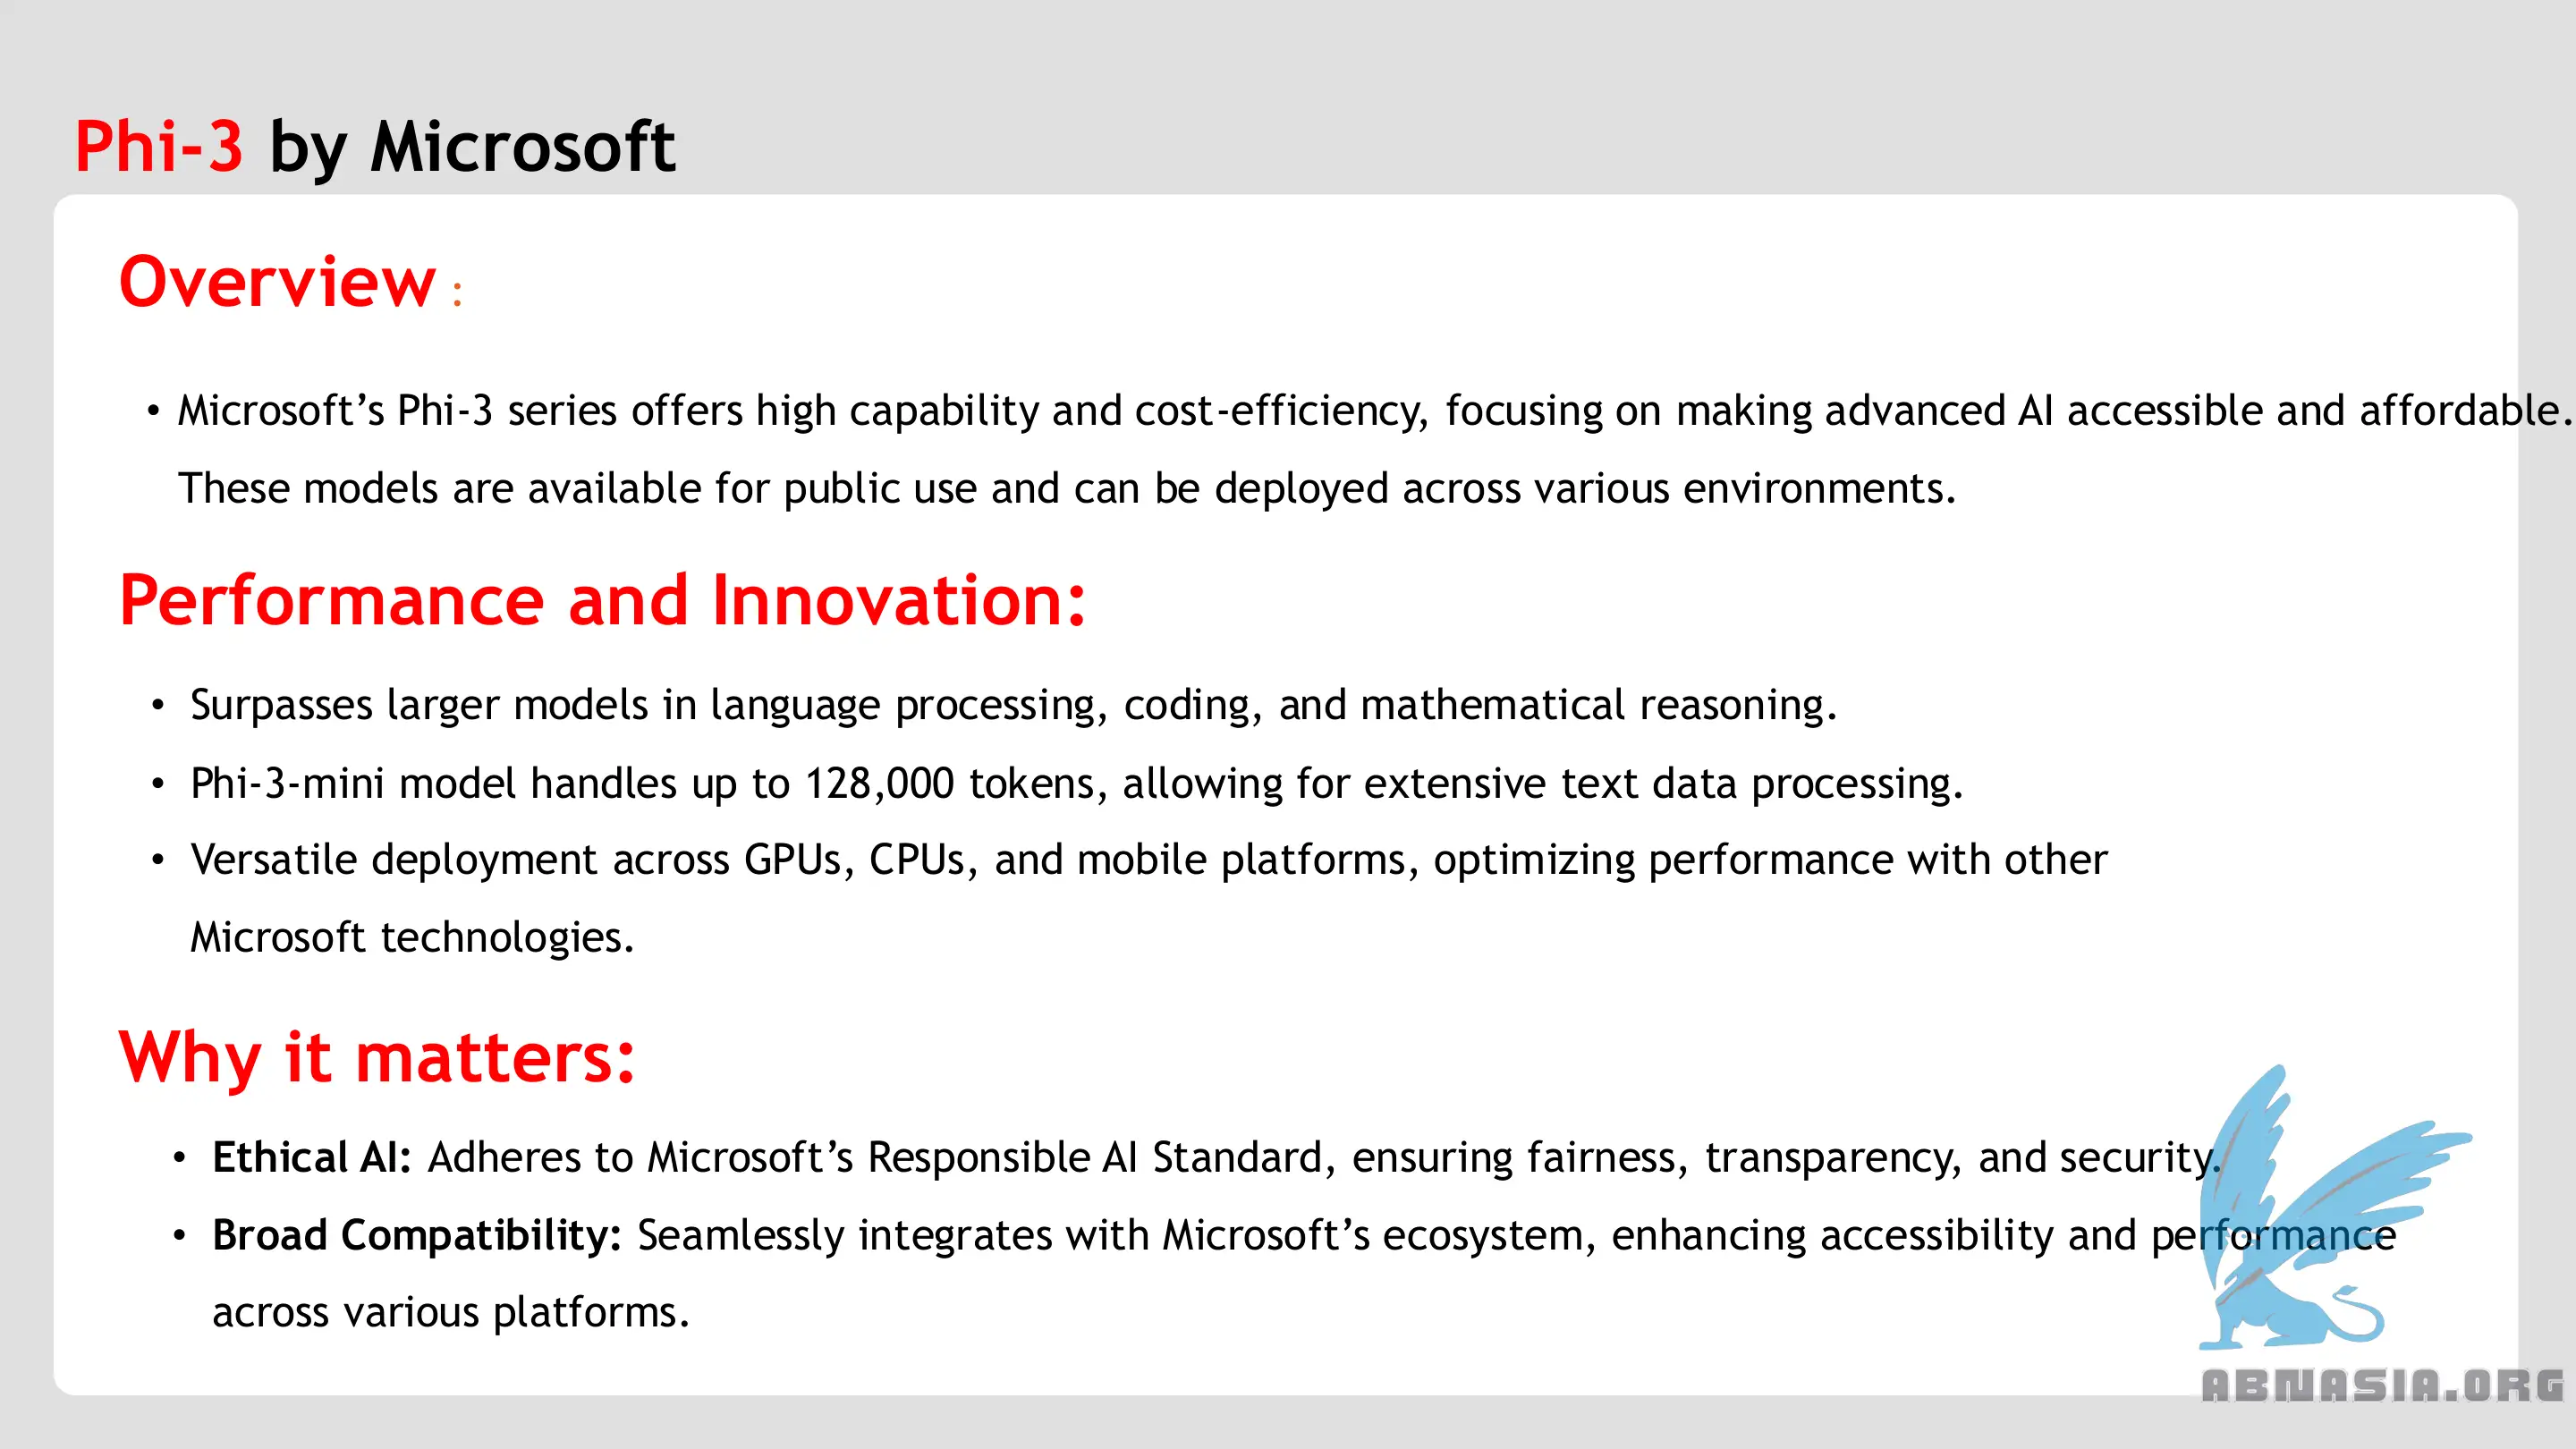 Phi-3 by Microsoft
Overview :
• Microsoft’s Phi-3 series offers high capability and cost-efficiency, focusing on making advanced AI accessible and affordable.
These models are available for public use and can be deployed across various environments.
Performance and Innovation:
• Surpasses larger models in language processing, coding, and mathematical reasoning.
• Phi-3-mini model handles up to 128,000 tokens, allowing for extensive text data processing.
• Versatile deployment across GPUs, CPUs, and mobile platforms, optimizing performance with other
Microsoft technologies.
Why it matters:
• Ethical AI: Adheres to Microsoft’s Responsible AI Standard, ensuring fairness, transparency, and security.
• Broad Compatibility: Seamlessly integrates with Microsoft’s ecosystem, enhancing accessibility and performance
across various platforms.
ABNASIA.ORG